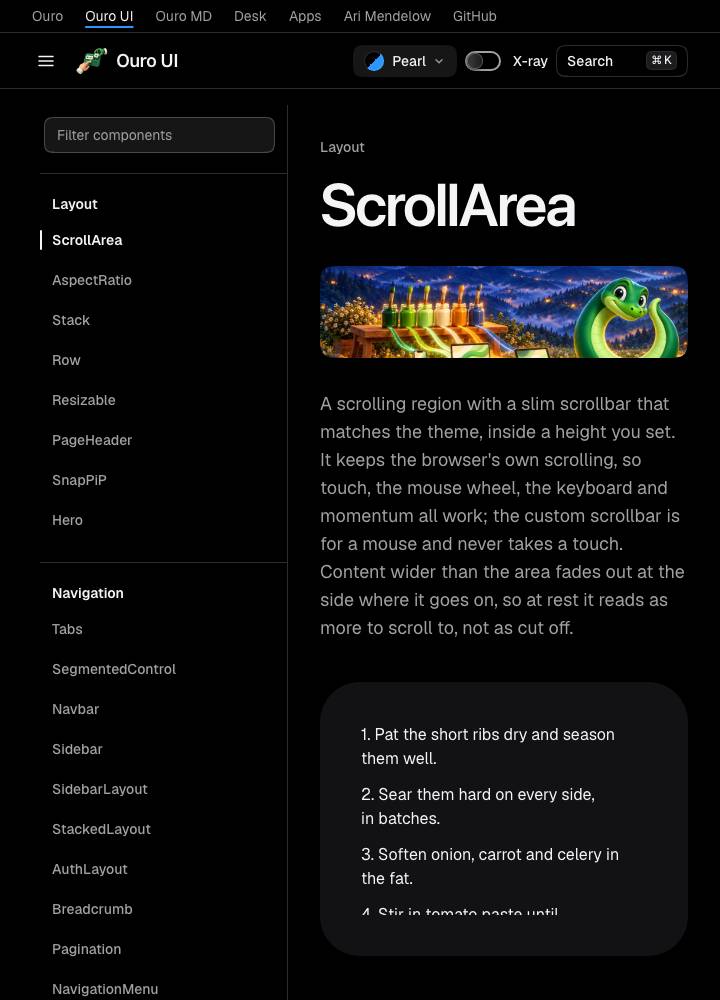 Ouro Ouro UI Ouro MD Desk Apps Ari Mendelow GitHub
Ouro UI Pearl X-ray Search ⌘ K
Filter components
Layout
ScrollArea
AspectRatio
Stack
Row
Resizable
PageHeader
SnapPiP
Hero
Navigation
Tabs
SegmentedControl
Navbar
Sidebar
SidebarLayout
StackedLayout
AuthLayout
Breadcrumb
Pagination
NavigationMenu
Layout
ScrollArea
A scrolling region with a slim scrollbar that
matches the theme, inside a height you set.
It keeps the browser's own scrolling, so
touch, the mouse wheel, the keyboard and
momentum all work; the custom scrollbar is
for a mouse and never takes a touch.
Content wider than the area fades out at the
side where it goes on, so at rest it reads as
more to scroll to, not as cut off.
1. Pat the short ribs dry and season
them well.
2. Sear them hard on every side,
in batches.
3. Soften onion, carrot and celery in
the fat.
4. Stir in tomato paste until